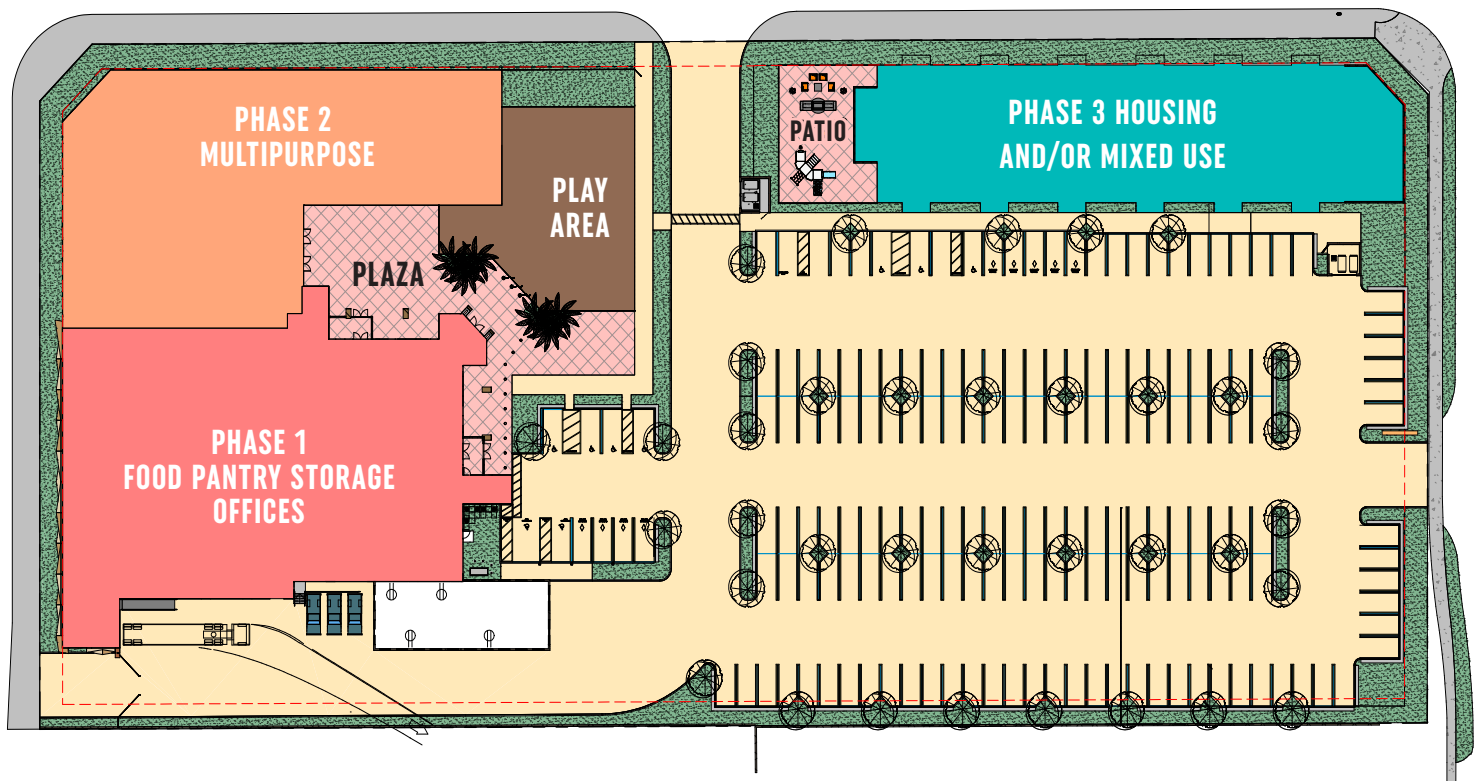 PHASE 2
MULTIPURPOSE
PLAY
AREA
PLAZA
PATIO
PHASE 3 HOUSING
AND/OR MIXED USE
PHASE 1
FOOD PANTRY STORAGE
OFFICES